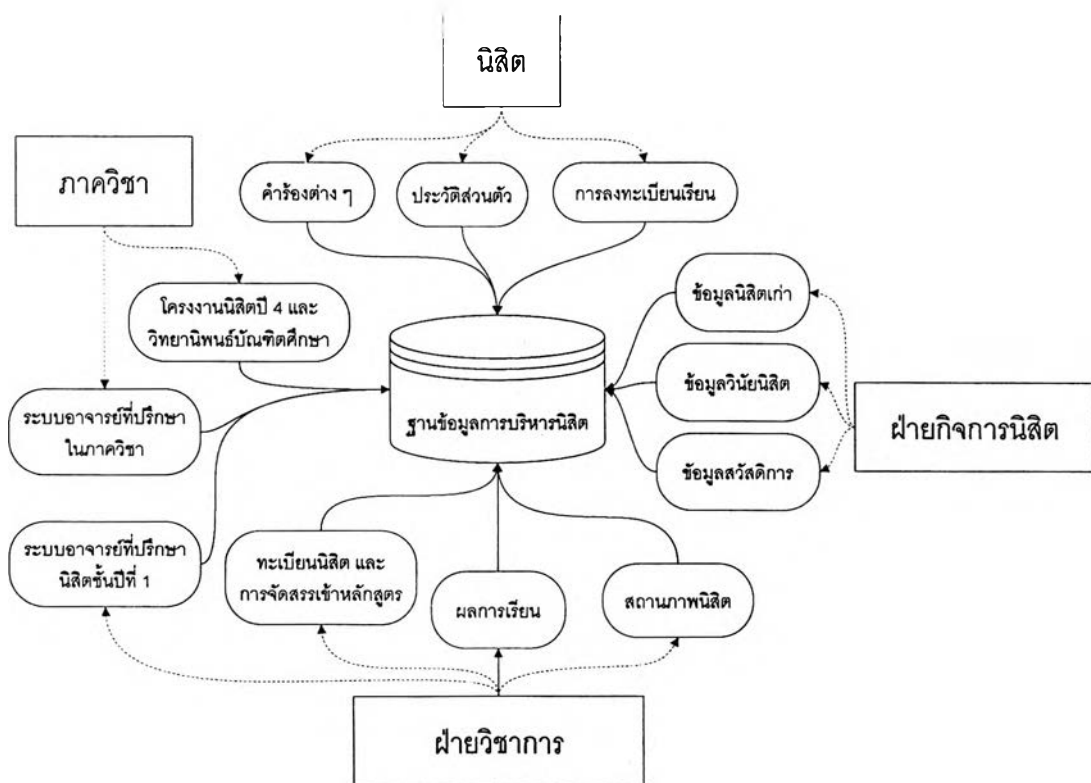 นิสิต
ภาควิชา
คำร้องต่าง ๆ
ประวัติส่วนตัว
การลงทะเบียนเรียน
โครงงานนิสิตปี 4 และ
วิทยานิพนธ์บัณฑิตศึกษา
ข้อมูลนิสิตเก่า
ข้อมูลวินัยนิสิต
ระบบอาจารย์ที่ปรึกษา
ในภาควิชา
ฐานข้อมูลการบริหารนิสิต
ฝ่ายกิจการนิสิต
ข้อมูลสวัสดิการ
ระบบอาจารย์ที่ปรึกษา
นิสิตชั้นปีที่ 1
ทะเบียนนิสิต และ
การจัดสรรเข้าหลักสูตร
ผลการเรียน
สถานภาพนิสิต
ฝ่ายวิชาการ